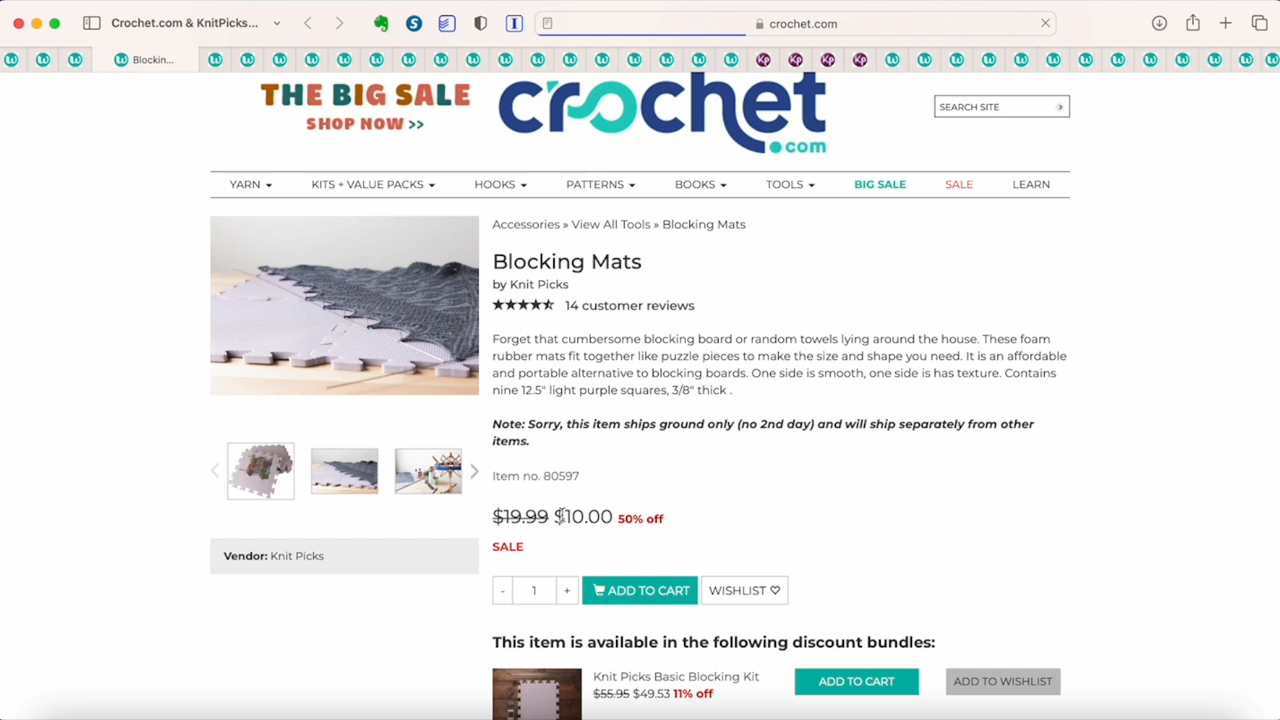 Crochet.com & KnitPicks...
crochet.com
Blockin...
THE BIG SALE
SHOP NOW >>
crochet
.com
SEARCH SITE
YARN
KITS + VALUE PACKS
HOOKS
PATTERNS
BOOKS
TOOLS
BIG SALE
SALE
LEARN
Accessories » View All Tools » Blocking Mats
Blocking Mats
by Knit Picks
14 customer reviews
Forget that cumbersome blocking board or random towels lying around the house. These foam
rubber mats fit together like puzzle pieces to make the size and shape you need. It is an affordable
and portable alternative to blocking boards. One side is smooth, one side is has texture. Contains
nine 12.5" light purple squares, 3/8" thick .
Note: Sorry, this item ships ground only (no 2nd day) and will ship separately from other
items.
Item no. 80597
$19.99 $10.00 50% off
SALE
Vendor: Knit Picks
- 1 + ADD TO CART WISHLIST
This item is available in the following discount bundles:
Knit Picks Basic Blocking Kit
$55.95 $49.53 11% off
ADD TO CART
ADD TO WISHLIST